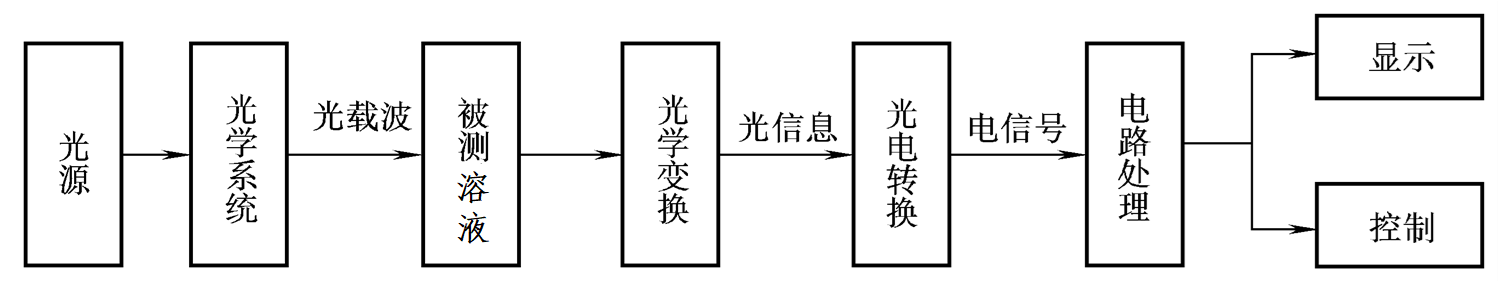 光源
光学系统
光载波
被测溶液
光学变换
光信息
光电转换
电信号
电路处理
显示
控制